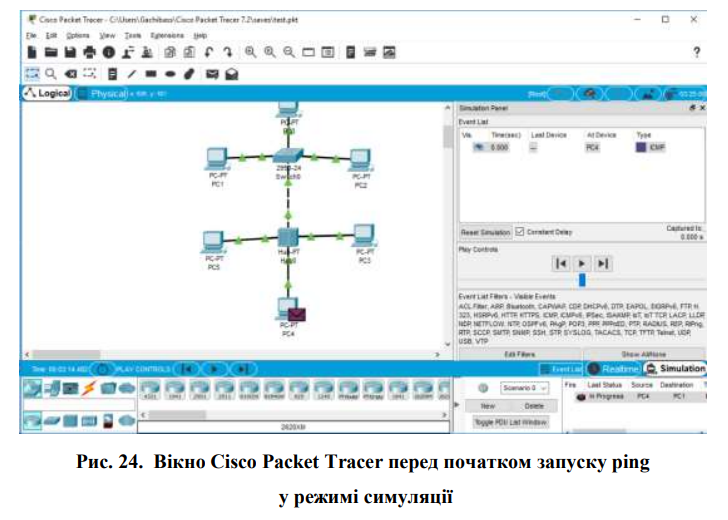 Cisco Packet Tracer - C:\Users\Gachibass\Cisco Packet Tracer 7.2\saves\test.pkt
File Edit Options View Tools Extensions Help
Logical Physical
[Root]
PC-PT
PC-PT
PC1
2950-24
Switch0
PC-PT
PC2
PC-PT
PC5
Hub-PT
Hub0
PC-PT
PC3
PC-PT
PC4
Simulation Panel
Event List
Vis. Time(sec) Last Device At Device Type
0.000 -- PC4 ICMP
Reset Simulation Constant Delay
Captured to:
0.000 s
Play Controls
Event List Filters - Visible Events
ACL Filter, ARP, Bluetooth, CAPWAP, CDP, DHCPv6, DTP, EAPOL, EIGRPv6, FTP, H.
323, HSRPv6, HTTP, HTTPS, ICMP, ICMPv6, IPSec, ISAKMP, IoT, IoT TCP, LACP, LLDP,
NDP, NETFLOW, NTP, OSPFv6, PAgP, POP3, PPP, PPPoED, PTP, RADIUS, REP, RIPng,
RTP, SCCP, SMTP, SNMP, SSH, STP, SYSLOG, TACACS, TCP, TFTP, Telnet, UDP,
USB, VTP
Edit Filters Show All/None
PLAY CONTROLS:
Event List Realtime Simulation
1941 2901 2911 1240 1841
2620XM
Scenario 0
New Delete
Toggle PDU List Window
Fire Last Status Source Destination
In Progress PC4 PC1
Рис. 24. Вікно Cisco Packet Tracer перед початком запуску ping
у режимі симуляції